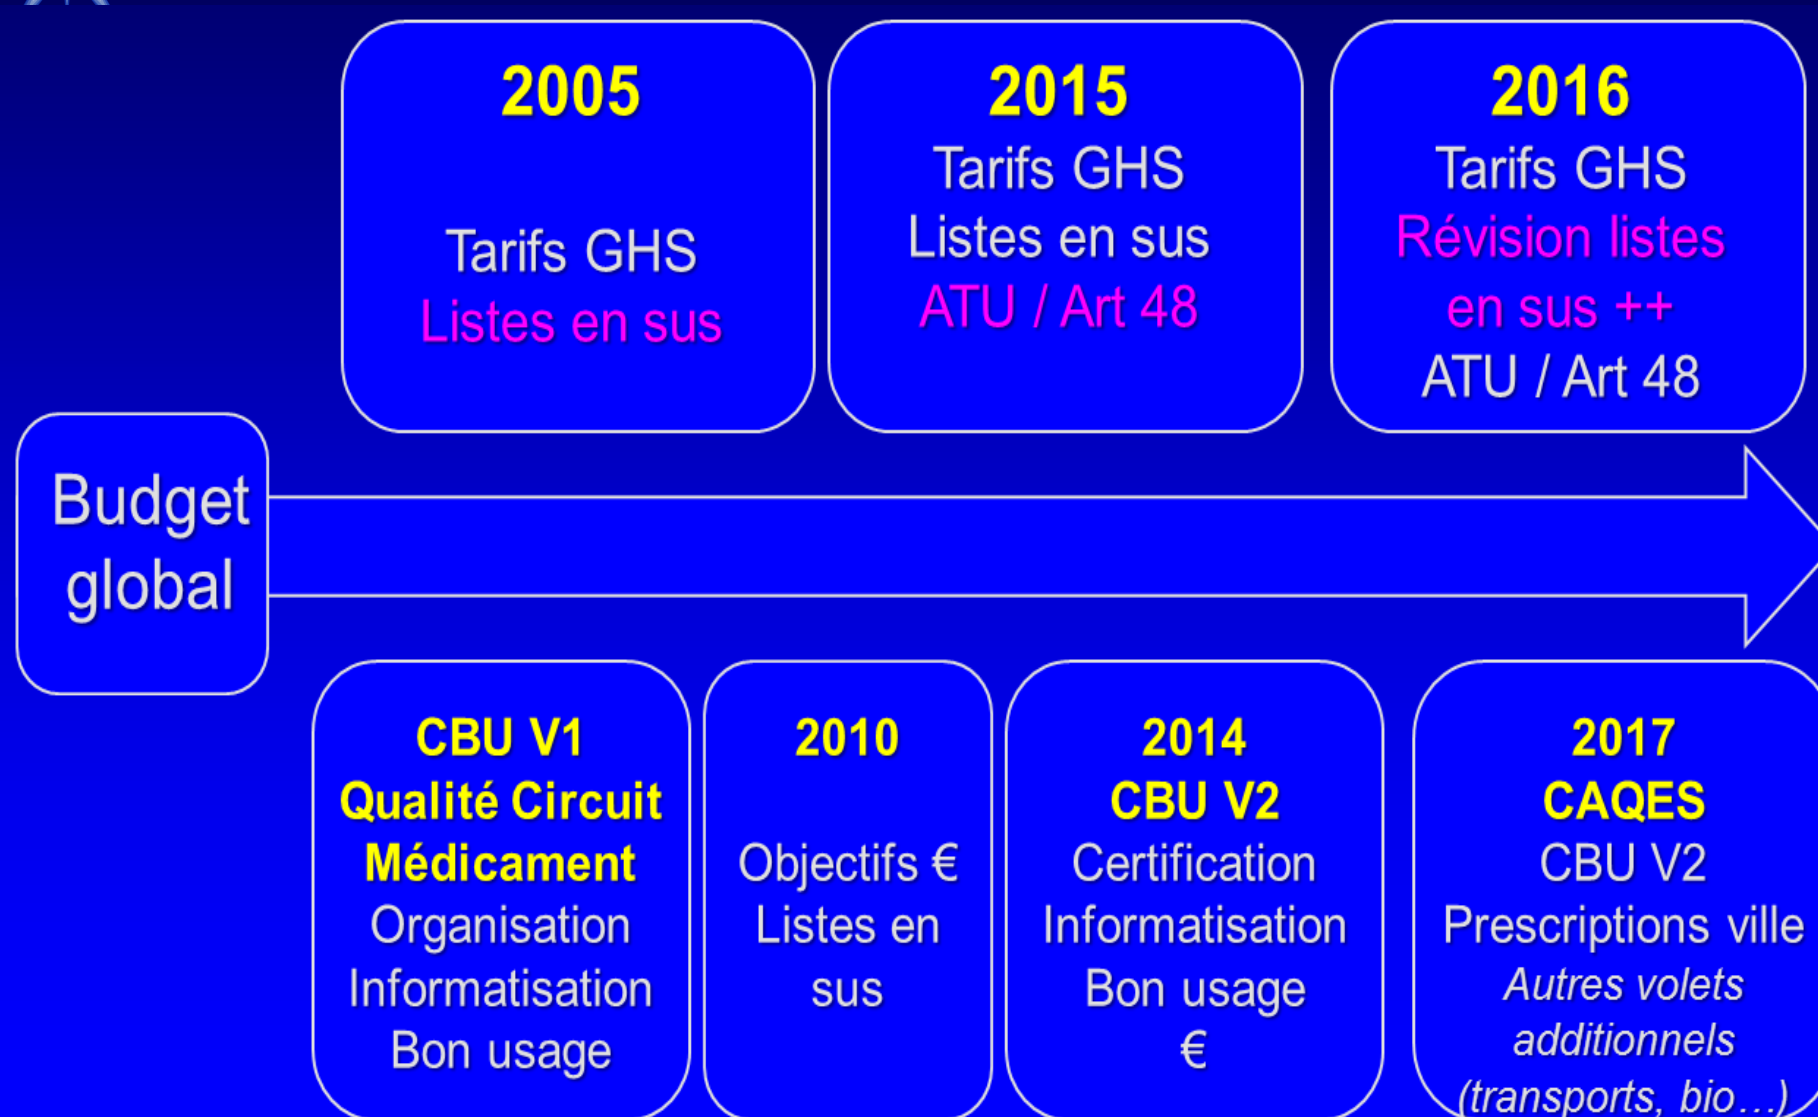 2005
Tarifs GHS
Listes en sus
2015
Tarifs GHS
Listes en sus
ATU / Art 48
2016
Tarifs GHS
Révision listes
en sus ++
ATU / Art 48
Budget
global
CBU V1
Qualité Circuit
Médicament
Organisation
Informatisation
Bon usage
2010
Objectifs €
Listes en
sus
2014
CBU V2
Certification
Informatisation
Bon usage
€
2017
CAQES
CBU V2
Prescriptions ville
Autres volets
additionnels
(transports, bio…)